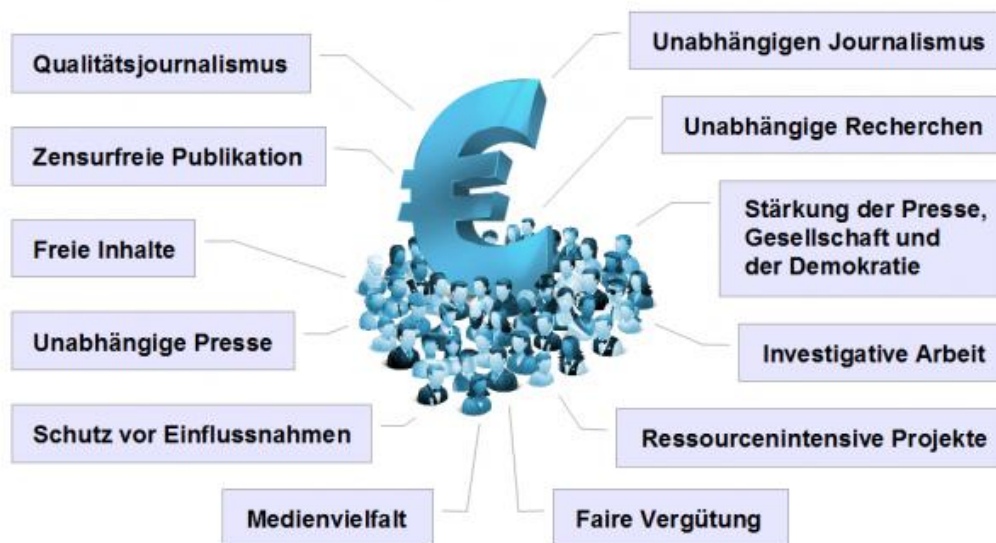 Qualitätsjournalismus
Zensurfreie Publikation
Freie Inhalte
Unabhängige Presse
Schutz vor Einflussnahmen
Medienvielfalt
Unabhängigen Journalismus
Unabhängige Recherchen
Stärkung der Presse,
Gesellschaft und
der Demokratie
Investigative Arbeit
Ressourcenintensive Projekte
Faire Vergütung